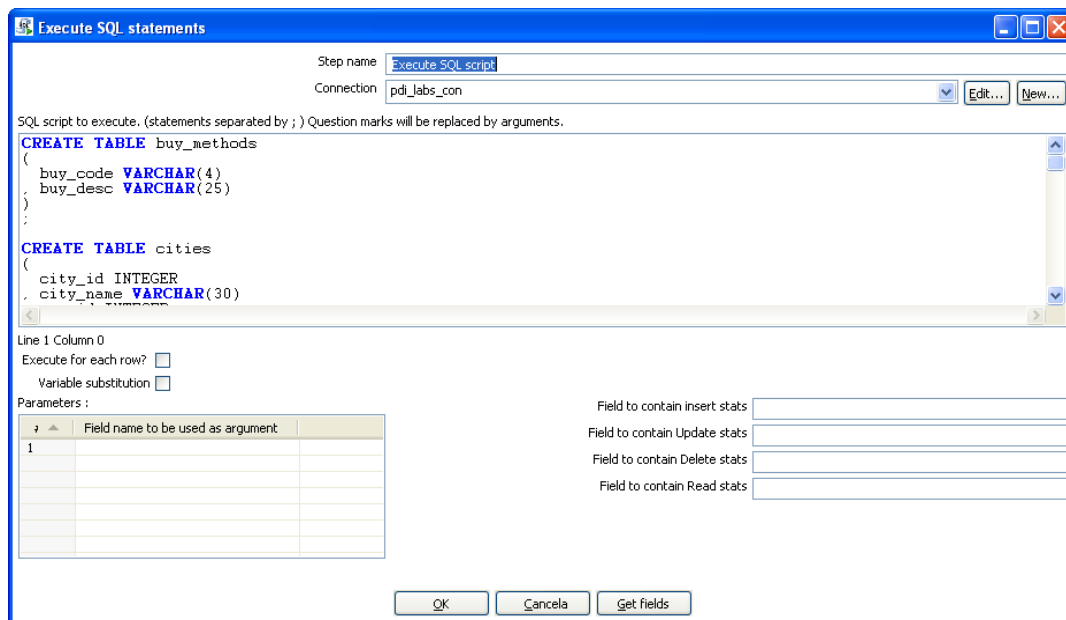 Execute SQL statements
Step name Execute SQL script
Connection pdi_labs_con Edit... New...
SQL script to execute. (statements separated by ; ) Question marks will be replaced by arguments.
CREATE TABLE buy_methods
(
buy_code VARCHAR(4)
, buy_desc VARCHAR(25)
)
;
CREATE TABLE cities
(
city_id INTEGER
, city_name VARCHAR(30)
Line 1 Column 0
Execute for each row?
Variable substitution
Parameters :
Field name to be used as argument
1
Field to contain insert stats
Field to contain Update stats
Field to contain Delete stats
Field to contain Read stats
OK Cancela Get fields